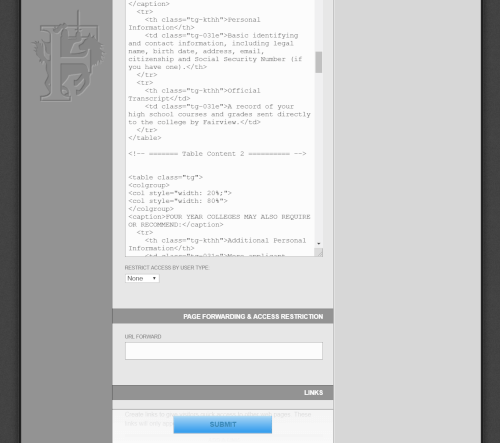 </caption>
<tr>
<th class="tg-kthh">Personal
Information</th>
<td class="tg-031e">Basic identifying
and contact information, including legal
name, birth date, address, email,
citizenship and Social Security Number (if
you have one).</th>
</tr>
<tr>
<th class="tg-kthh">Official
Transcript</td>
<td class="tg-031e">A record of your
high school courses and grades sent directly
to the college by Fairview.</td>
</tr>
</table>
<!-- ======= Table Content 2 ========== -->
<table class="tg">
<colgroup>
<col style="width: 20%;">
<col style="width: 80%">
</colgroup>
<caption>FOUR YEAR COLLEGES MAY ALSO REQUIRE
OR RECOMMEND:</caption>
<tr>
<th class="tg-kthh">Additional Personal
Information</th>
<td class="tg-031e">Many applicant
RESTRICT ACCESS BY USER TYPE:
None
PAGE FORWARDING & ACCESS RESTRICTION
URL FORWARD
LINKS
SUBMIT